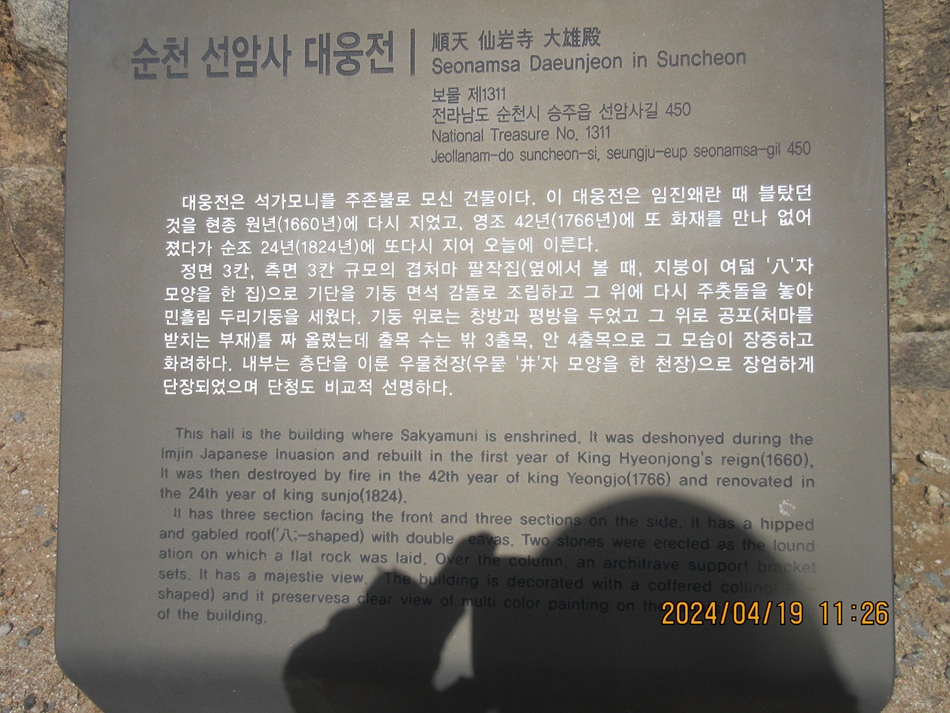 순천 선암사 대웅전
順天 仙岩寺 大雄殿
Seonamsa Daeunjeon in Suncheon
보물 제1311
전라남도 순천시 승주읍 선암사길 450
National Treasure No. 1311
Jeollanam-do suncheon-si, seungju-eup seonamsa-gil 450
대웅전은 석가모니를 주존불로 모신 건물이다. 이 대웅전은 임진왜란 때 불탔던
것을 현종 원년(1660년)에 다시 지었고, 영조 42년(1766년)에 또 화재를 만나 없어
졌다가 순조 24년(1824년)에 또다시 지어 오늘에 이른다.
정면 3칸, 측면 3칸 규모의 겹처마 팔작집(옆에서 볼 때, 지붕이 여덟 '八'자
모양을 한 집)으로 기단을 기둥 면석 감돌로 조립하고 그 위에 다시 주춧돌을 놓아
민흘림 두리기둥을 세웠다. 기둥 위로는 창방과 평방을 두었고 그 위로 공포(처마를
받치는 부재)를 짜 올렸는데 출목 수는 밖 3출목, 안 4출목으로 그 모습이 장중하고
화려하다. 내부는 층단을 이룬 우물천장(우물 '井'자 모양을 한 천장)으로 장엄하게
단장되었으며 단청도 비교적 선명하다.
This hall is the building where Sakyamuni is enshrined. It was deshonyed during the
Imjin Japanese Inuasion and rebuilt in the first year of King Hyeonjong's reign(1660),
It was then destroyed by fire in the 42th year of king Yeongjo(1766) and renovated in
the 24th year of king sunjo(1824).
It has three section facing the front and three sections on the side. It has a hipped
and gabled roof('八;-shaped) with double eavas. Two stones were erected as the lound
ation on which a flat rock was laid. Over the column, an architrave support bracket
sets. It has a majestie view. The building is decorated with a coffered
shaped) and it preservesa clear view of multi color painting on the
of the building.
2024/04/19 11:26